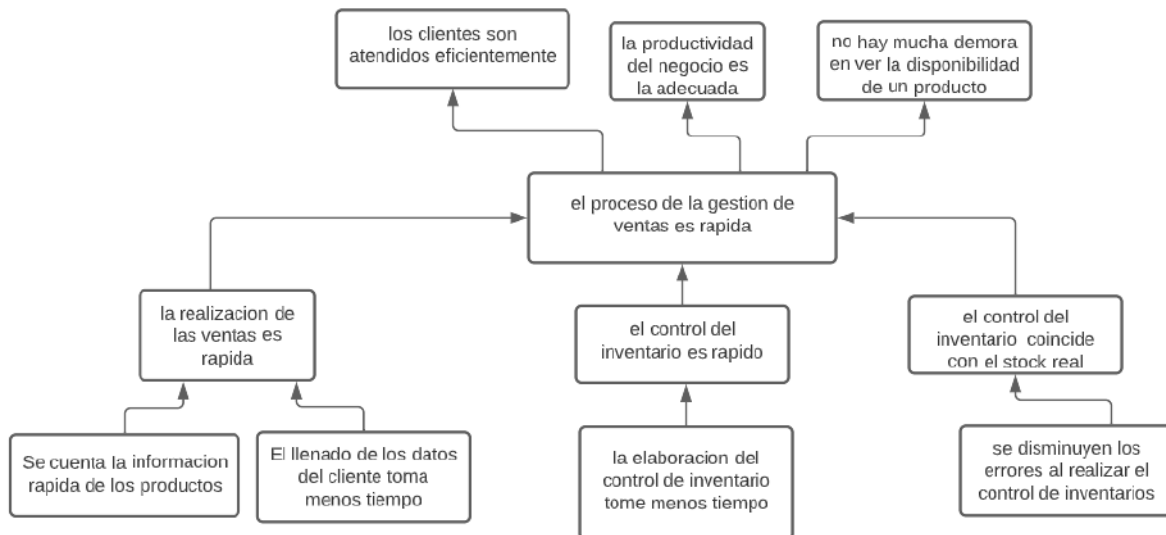 los clientes son
atendidos eficientemente
la productividad
del negocio es
la adecuada
no hay mucha demora
en ver la disponibilidad
de un producto
el proceso de la gestion de
ventas es rapida
la realizacion de
las ventas es
rapida
el control del
inventario es rapido
el control del
inventario coincide
con el stock real
Se cuenta la informacion
rapida de los productos
El llenado de los datos
del cliente toma
menos tiempo
la elaboracion del
control de inventario
tome menos tiempo
se disminuyen los
errores al realizar el
control de inventarios